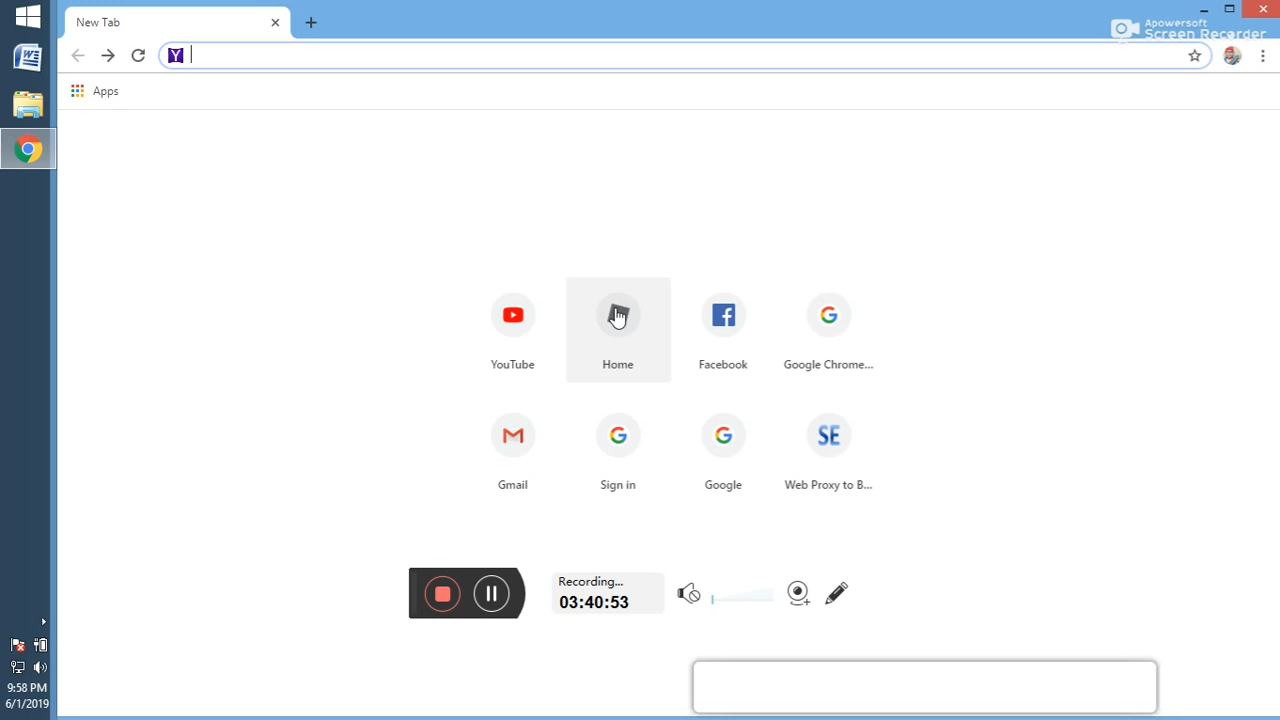 New Tab
Apowersoft
Screen Recorder
Y
Apps
YouTube
Home
Facebook
Google Chrome...
Gmail
Sign in
Google
SE
Web Proxy to B...
Recording...
03:40:53
9:58 PM
6/1/2019